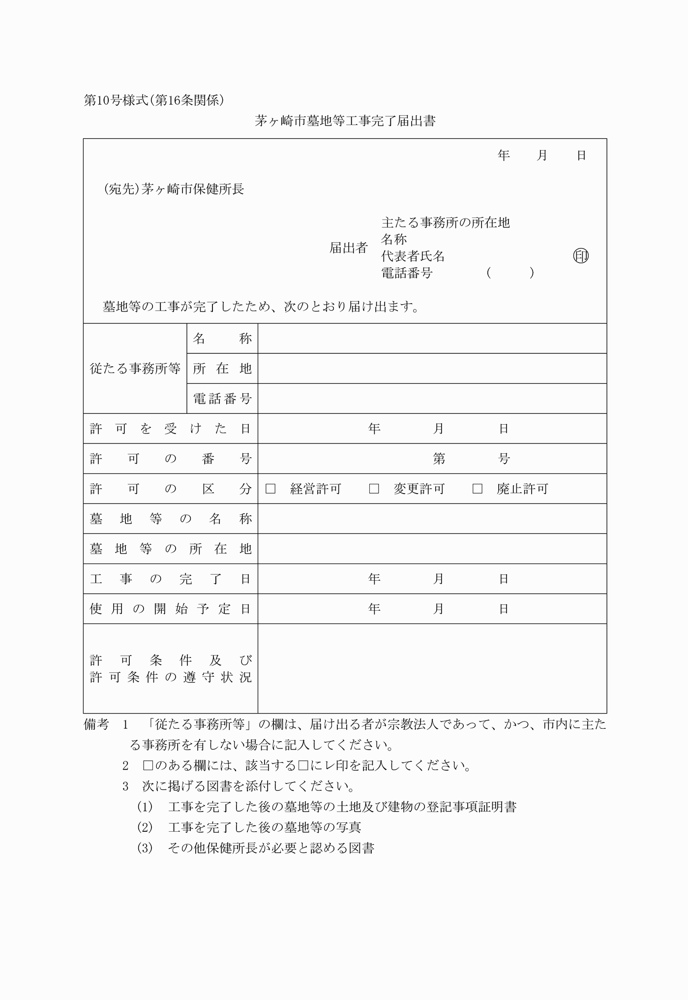 第10号様式(第16条関係)
茅ヶ崎市墓地等工事完了届出書
年　　月　　日
(宛先)茅ヶ崎市保健所長
主たる事務所の所在地
名称
届出者
代表者氏名　　㊞
電話番号　　(　　)
墓地等の工事が完了したため、次のとおり届け出ます。
従たる事務所等
名称
所在地
電話番号
許可を受けた日　　年　　月　　日
許可の番号　　第　　号
許可の区分　□　経営許可　　□　変更許可　　□　廃止許可
墓地等の名称
墓地等の所在地
工事の完了日　　年　　月　　日
使用の開始予定日　　年　　月　　日
許可条件及び
許可条件の遵守状況
備考　1　「従たる事務所等」の欄は、届け出る者が宗教法人であって、かつ、市内に主た
る事務所を有しない場合に記入してください。
2　□のある欄には、該当する□にレ印を記入してください。
3　次に掲げる図書を添付してください。
(1)　工事を完了した後の墓地等の土地及び建物の登記事項証明書
(2)　工事を完了した後の墓地等の写真
(3)　その他保健所長が必要と認める図書